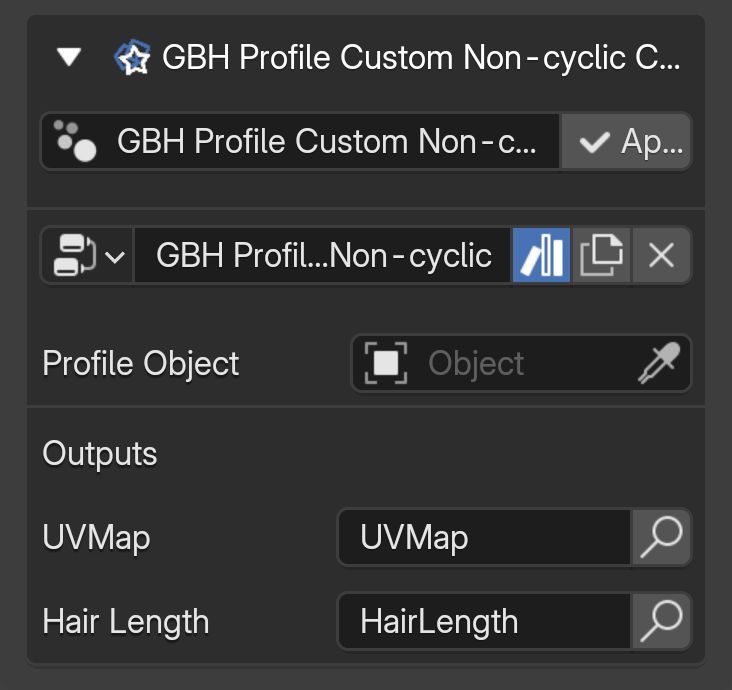 GBH Profile Custom Non-cyclic C...
GBH Profile Custom Non-c... Ap...
GBH Profil...Non-cyclic
Profile Object Object
Outputs
UVMap UVMap
Hair Length HairLength